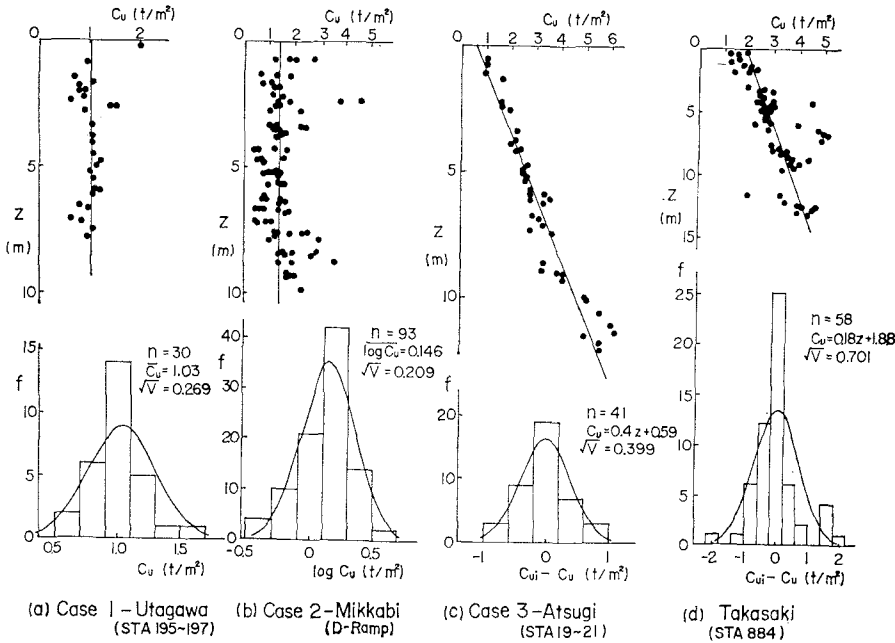 Cu (t/m²)
0 1 2
0
5
10
Z
(m)
f
15
10
5
0
n = 30
C̅u = 1.03
√V = 0.269
0.5 1.0 1.5
Cu (t/m²)
(a) Case 1 – Utagawa
(STA 195~197)
Cu (t/m²)
0 1 2 3 4 5
0
5
10
Z
(m)
f
40
30
20
10
0
n = 93
l̅o̅g̅ ̅C̅u̅ = 0.146
√V = 0.209
-0.5 0 0.5
log Cu (t/m²)
(b) Case 2 – Mikkabi
(D-Ramp)
Cu (t/m²)
0 1 2 3 4 5 6
0
5
10
Z
(m)
f
20
10
0
n = 41
Cu = 0.4z + 0.59
√V = 0.399
-1 0 1
Cui – Cu (t/m²)
(c) Case 3 – Atsugi
(STA 19~21)
Cu (t/m²)
0 1 2 3 4 5
0
5
10
15
Z
(m)
f
25
20
15
10
5
0
n = 58
Cu = 0.18z + 1.88
√V = 0.701
-2 -1 0 1 2
Cui – Cu (t/m²)
(d) Takasaki
(STA 884)